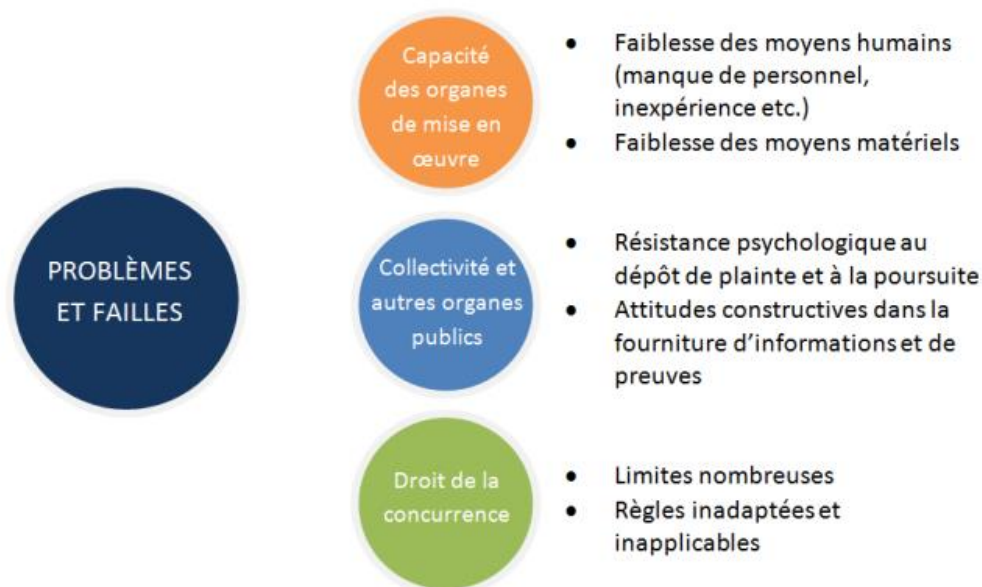 PROBLÈMES
ET FAILLES
Capacité
des organes
de mise en
œuvre
• Faiblesse des moyens humains
(manque de personnel,
inexpérience etc.)
• Faiblesse des moyens matériels
Collectivité et
autres organes
publics
• Résistance psychologique au
dépôt de plainte et à la poursuite
• Attitudes constructives dans la
fourniture d’informations et de
preuves
Droit de la
concurrence
• Limites nombreuses
• Règles inadaptées et
inapplicables